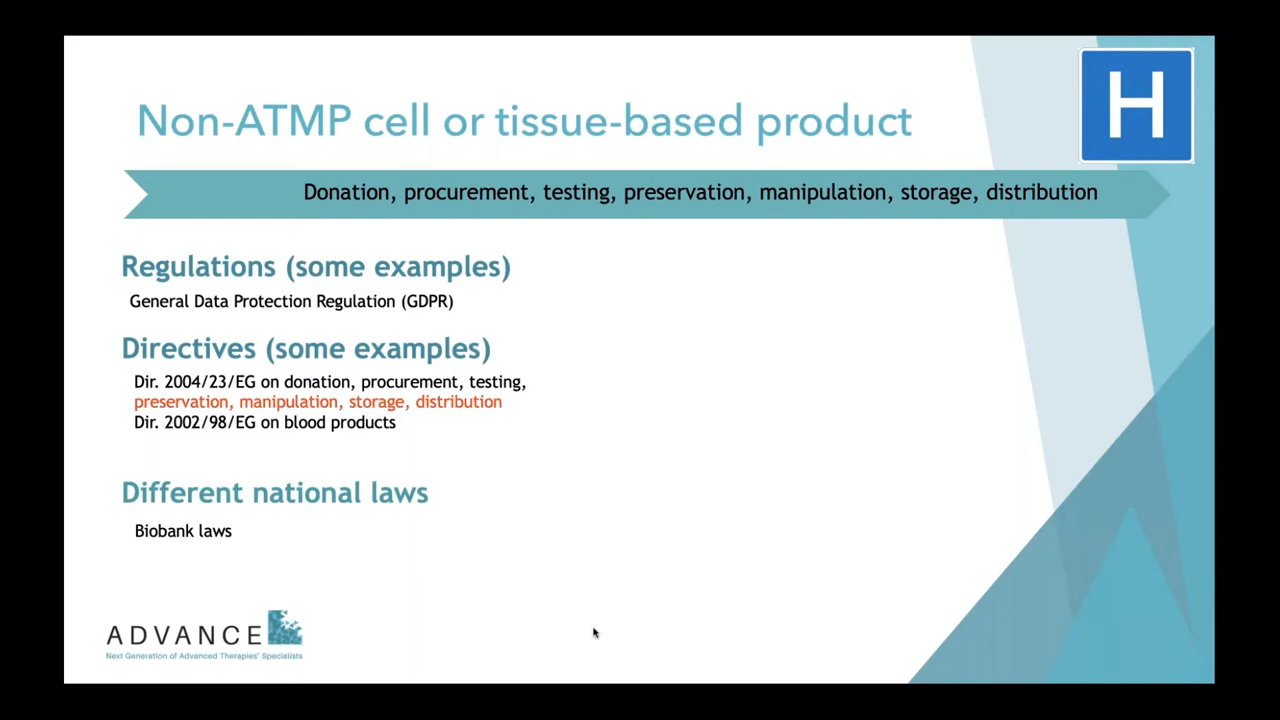 Non-ATMP cell or tissue-based product
H
Donation, procurement, testing, preservation, manipulation, storage, distribution
Regulations (some examples)
General Data Protection Regulation (GDPR)
Directives (some examples)
Dir. 2004/23/EG on donation, procurement, testing,
preservation, manipulation, storage, distribution
Dir. 2002/98/EG on blood products
Different national laws
Biobank laws
ADVANCE
Next Generation of Advanced Therapies' Specialists